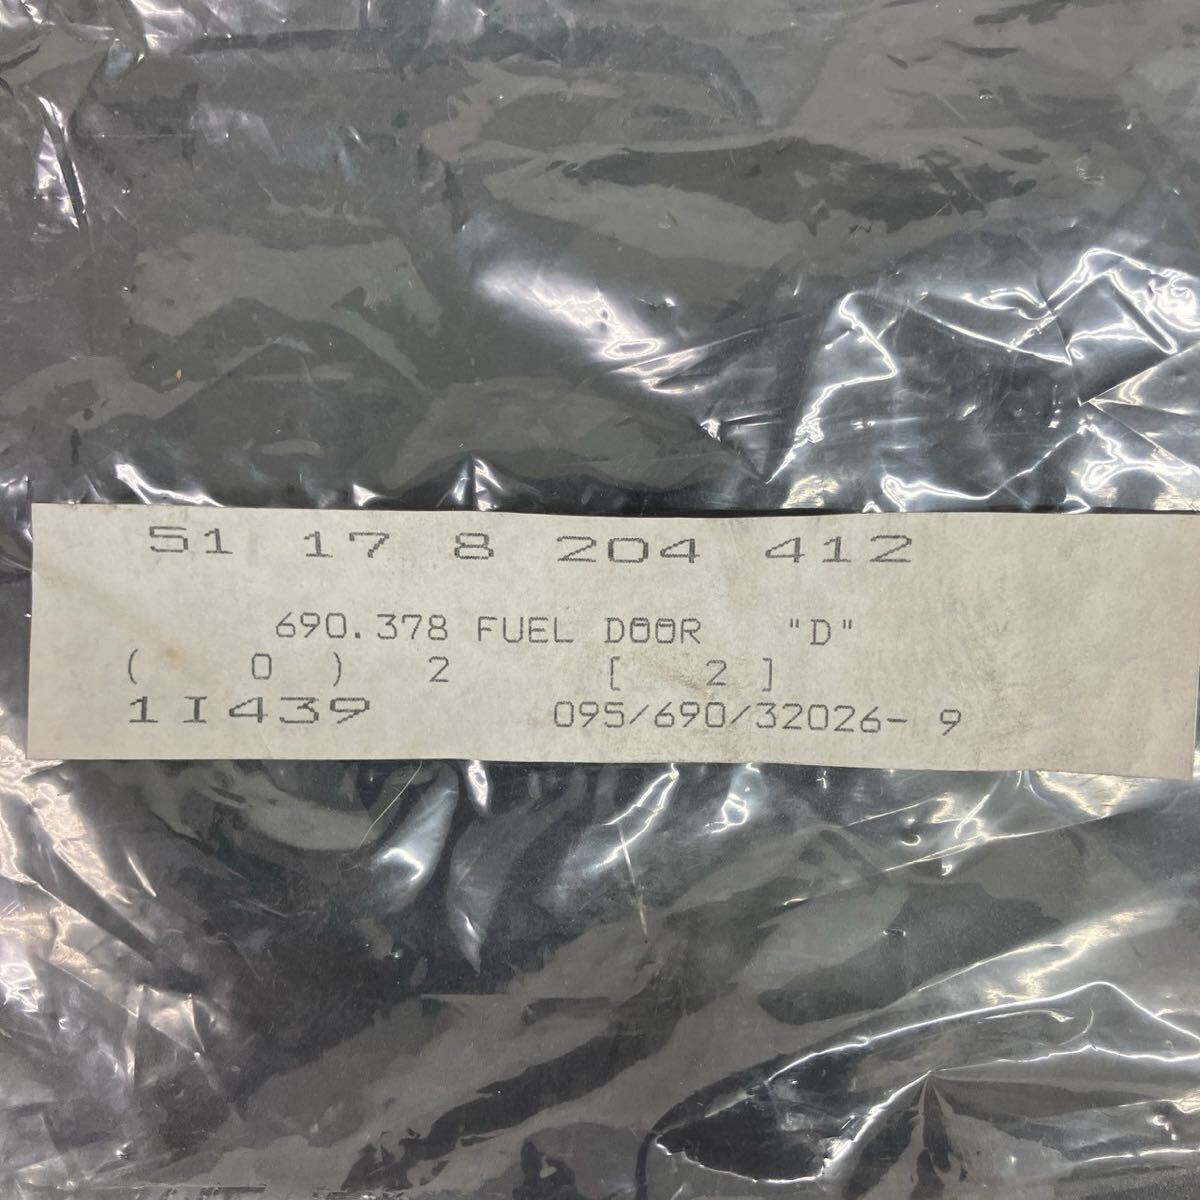 51 17 8 204 412
690.378 FUEL DOOR "D"
( 0 ) 2 [ 2 ]
1I439 095/690/32026- 9